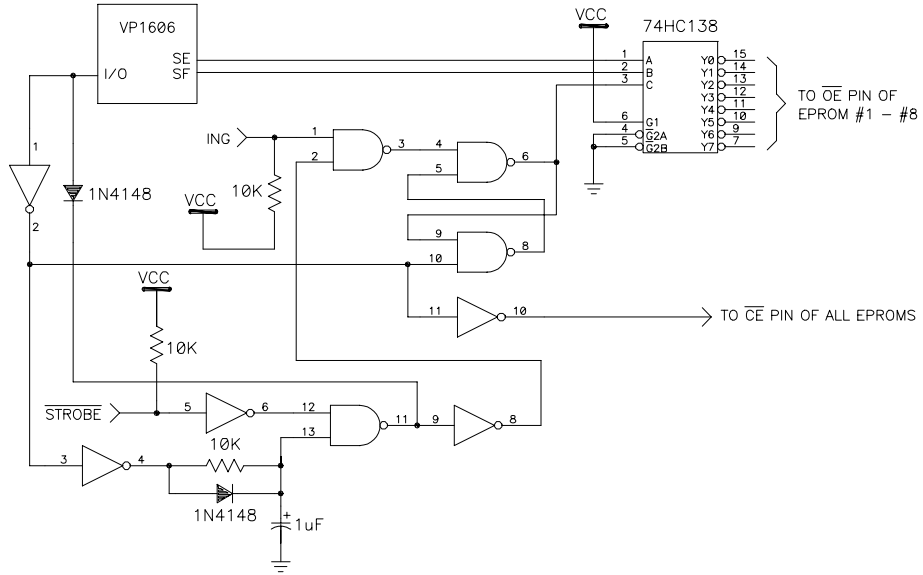 VP1606
SE
SF
I/O
VCC
74HC138
1 A Y0 15
2 B Y1 14
3 C Y2 13
Y3 12
Y4 11
6 G1 Y5 10
4 G2A Y6 9
5 G2B Y7 7
TO OE PIN OF
EPROM #1 - #8
ING
1
2
3
4
5
6
10K
VCC
1
2
1N4148
9
10
8
11
10
TO CE PIN OF ALL EPROMS
VCC
10K
STROBE
5
6
12
13
11
9
8
3
4
10K
1N4148
+
1uF